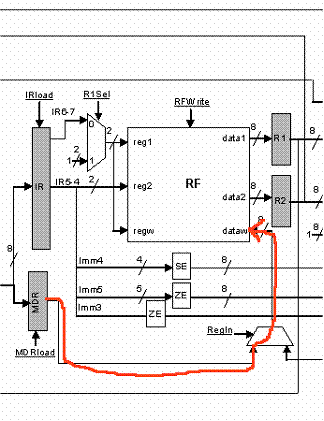 IRload
R1Sel
RFWrite
IR6-7
0
2
reg1
data1
8
R1
8
2
1
IR
IR5-4
2
reg2
RF
data2
8
R2
8
regw
dataw
8
8
1
8
Imm4
4
SE
8
MDR
Imm5
5
ZE
8
Imm3
ZE
RegIn
MDRload